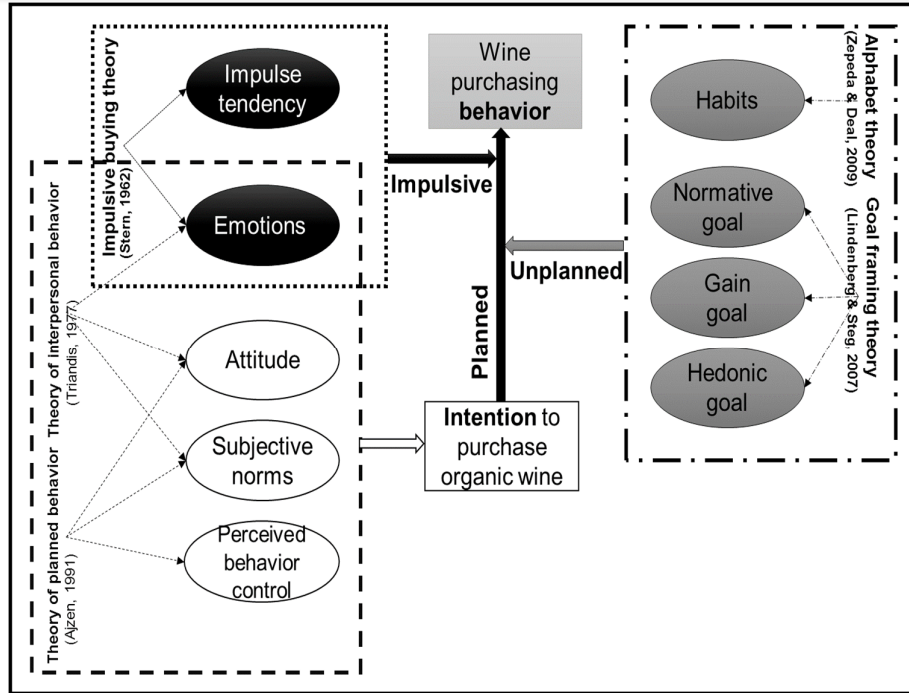 Impulsive buying theory
(Stern, 1962)
Impulse
tendency
Emotions
Theory of interpersonal behavior
(Triandis, 1977
Theory of planned behavior
(Ajzen, 1991)
Attitude
Subjective
norms
Perceived
behavior
control
Wine
purchasing
behavior
Impulsive
Unplanned
Planned
Intention to
purchase
organic wine
Habits
Normative
goal
Gain
goal
Hedonic
goal
Alphabet theory
(Zepeda & Deal, 2009)
Goal framing theory
(Lindenberg & Steg, 2007)